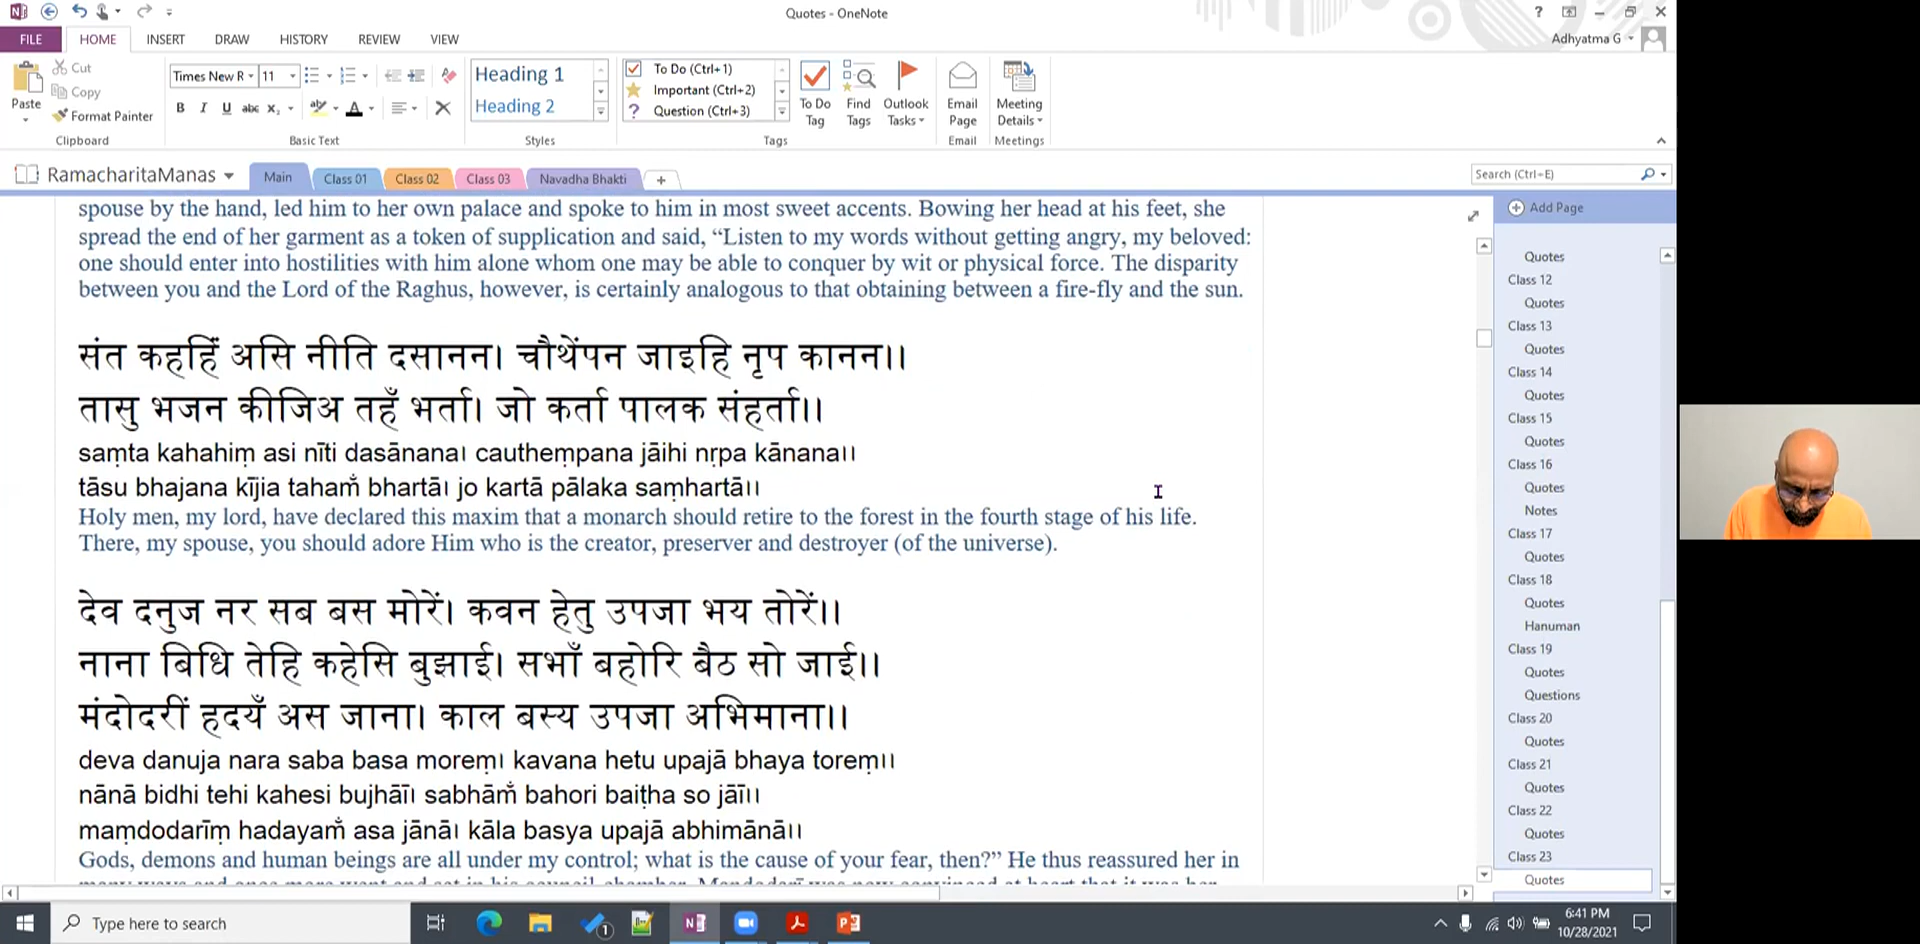 Quotes - OneNote
?
FILE HOME INSERT DRAW HISTORY REVIEW VIEW
Adhyatma G
Cut
Copy
Paste
Format Painter
Clipboard
Times New R 11
B I U abc x₂ A
Basic Text
Heading 1
Heading 2
Styles
To Do (Ctrl+1)
Important (Ctrl+2)
? Question (Ctrl+3)
Tags
To Do Tag
Find Tags
Outlook Tasks
Email Page
Email
Meeting Details
Meetings
RamacharitaManas Main Class 01 Class 02 Class 03 Navadha Bhakti +
Search (Ctrl+E)
spouse by the hand, led him to her own palace and spoke to him in most sweet accents. Bowing her head at his feet, she
spread the end of her garment as a token of supplication and said, “Listen to my words without getting angry, my beloved:
one should enter into hostilities with him alone whom one may be able to conquer by wit or physical force. The disparity
between you and the Lord of the Raghus, however, is certainly analogous to that obtaining between a fire-fly and the sun.
संत कहहिं असि नीति दसानन। चौथेंपन जाइहि नृप कानन।।
तासु भजन कीजिअ तहँ भर्ता। जो कर्ता पालक संहर्ता।।
saṃta kahahiṃ asi nīti dasānana। cauthempana jāihi nṛpa kānana।।
tāsu bhajana kījia taham̐ bhartā। jo kartā pālaka saṃhartā।।
Holy men, my lord, have declared this maxim that a monarch should retire to the forest in the fourth stage of his life.
There, my spouse, you should adore Him who is the creator, preserver and destroyer (of the universe).
देव दनुज नर सब बस मोरें। कवन हेतु उपजा भय तोरें।।
नाना बिधि तेहि कहेसि बुझाई। सभाँ बहोरि बैठ सो जाई।।
मंदोदरीं हृदयँ अस जाना। काल बस्य उपजा अभिमाना।।
deva danuja nara saba basa moreṃ। kavana hetu upajā bhaya toreṃ।।
nānā bidhi tehi kahesi bujhāī। sabhām̐ bahori baiṭha so jāī।।
maṃdodarīṃ hadayam̐ asa jānā। kāla basya upajā abhimānā।।
Gods, demons and human beings are all under my control; what is the cause of your fear, then?” He thus reassured her in
Add Page
Quotes
Class 12
Quotes
Class 13
Quotes
Class 14
Quotes
Class 15
Quotes
Class 16
Quotes
Notes
Class 17
Quotes
Class 18
Quotes
Hanuman
Class 19
Quotes
Questions
Class 20
Quotes
Class 21
Quotes
Class 22
Quotes
Class 23
Quotes
Type here to search
1
6:41 PM
10/28/2021